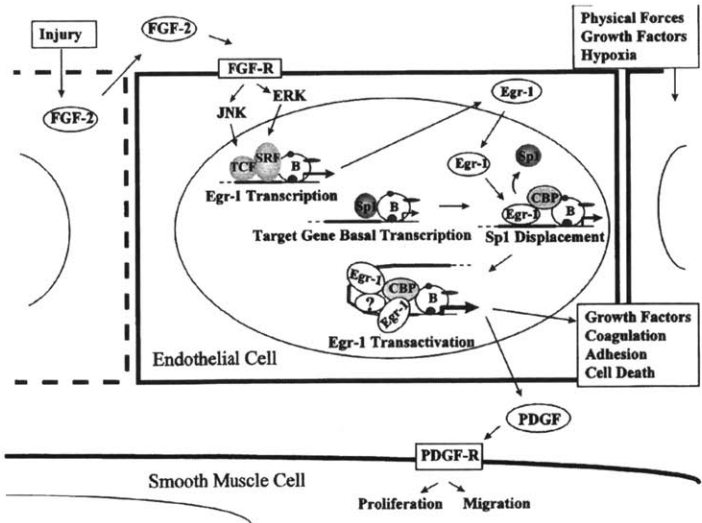 Injury
FGF-2
FGF-2
Physical Forces
Growth Factors
Hypoxia
FGF-R
JNK
ERK
Egr-1
TCF
SRF
B
Egr-1 Transcription
Egr-1
Sp1
Sp1
B
Target Gene Basal Transcription
Egr-1
CBP
B
Sp1 Displacement
Egr-1
?
CBP
Egr-1
B
Egr-1 Transactivation
Endothelial Cell
Growth Factors
Coagulation
Adhesion
Cell Death
PDGF
PDGF-R
Smooth Muscle Cell
Proliferation
Migration